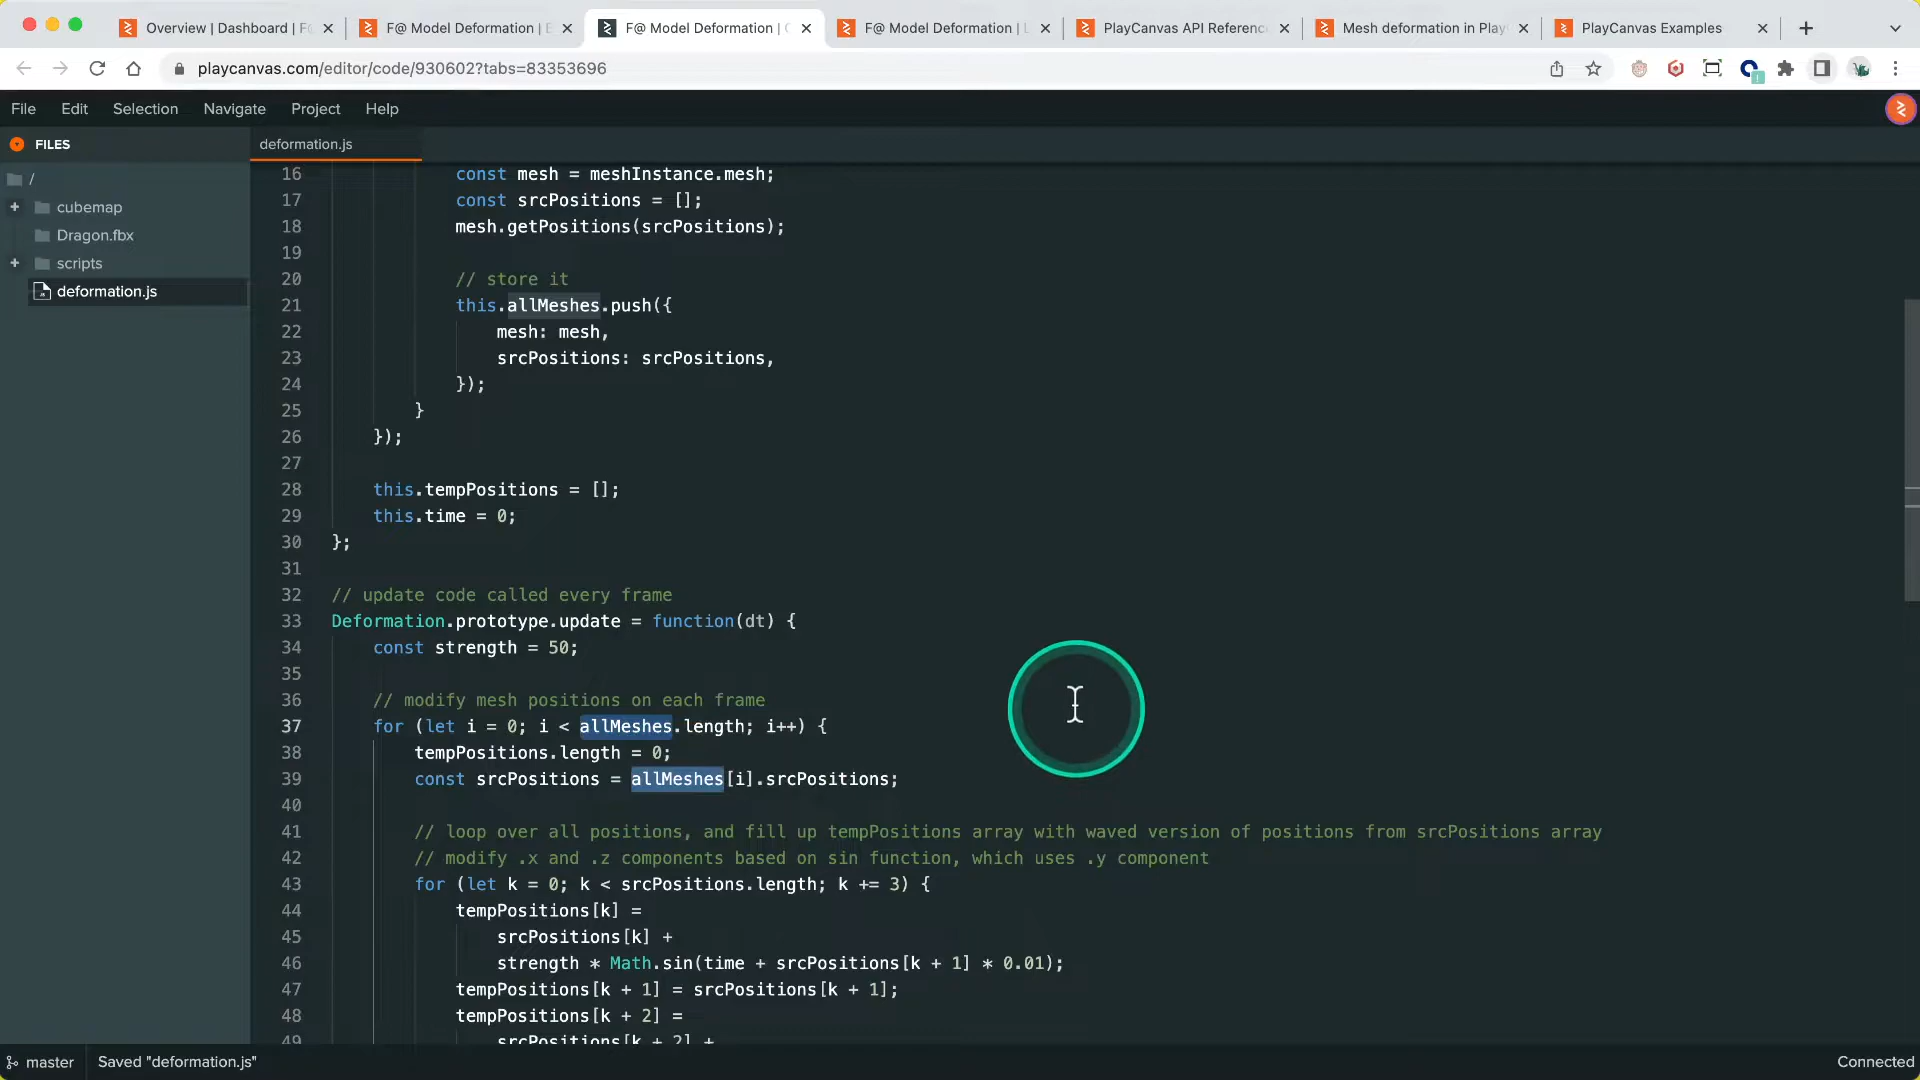 Overview | Dashboard | F
F@ Model Deformation | E
F@ Model Deformation |
F@ Model Deformation |
PlayCanvas API Referenc
Mesh deformation in Play
PlayCanvas Examples
playcanvas.com/editor/code/930602?tabs=83353696
File Edit Selection Navigate Project Help
FILES
/
cubemap
Dragon.fbx
scripts
deformation.js
deformation.js
16 const mesh = meshInstance.mesh;
17 const srcPositions = [];
18 mesh.getPositions(srcPositions);
19
20 // store it
21 this.allMeshes.push({
22 mesh: mesh,
23 srcPositions: srcPositions,
24 });
25 }
26 });
27
28 this.tempPositions = [];
29 this.time = 0;
30 };
31
32 // update code called every frame
33 Deformation.prototype.update = function(dt) {
34 const strength = 50;
35
36 // modify mesh positions on each frame
37 for (let i = 0; i < allMeshes.length; i++) {
38 tempPositions.length = 0;
39 const srcPositions = allMeshes[i].srcPositions;
40
41 // loop over all positions, and fill up tempPositions array with waved version of positions from srcPositions array
42 // modify .x and .z components based on sin function, which uses .y component
43 for (let k = 0; k < srcPositions.length; k += 3) {
44 tempPositions[k] =
45 srcPositions[k] +
46 strength * Math.sin(time + srcPositions[k + 1] * 0.01);
47 tempPositions[k + 1] = srcPositions[k + 1];
48 tempPositions[k + 2] =
49 srcPositions[k + 2] +
master
Saved "deformation.js"
Connected